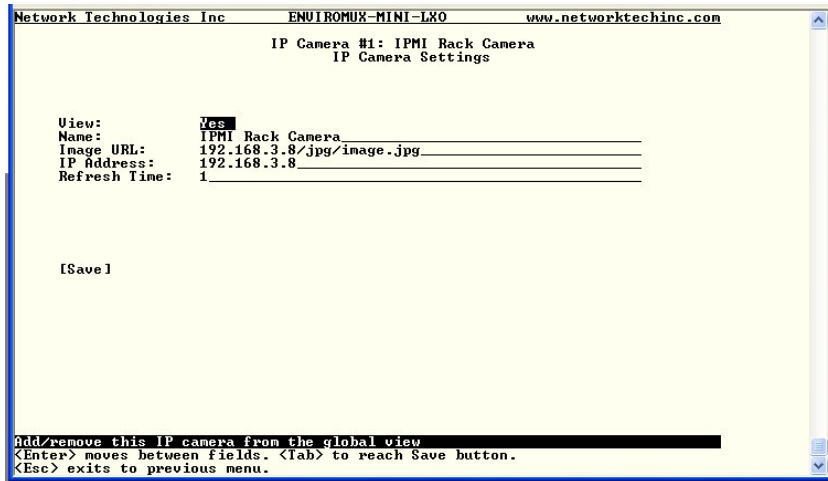 Network Technologies Inc ENVIROMUX-MINI-LXO www.networktechinc.com
IP Camera #1: IPMI Rack Camera
IP Camera Settings
View: Yes
Name: IPMI Rack Camera
Image URL: 192.168.3.8/jpg/image.jpg
IP Address: 192.168.3.8
Refresh Time: 1
[Save]
Add/remove this IP camera from the global view
<Enter> moves between fields. <Tab> to reach Save button.
<Esc> exits to previous menu.